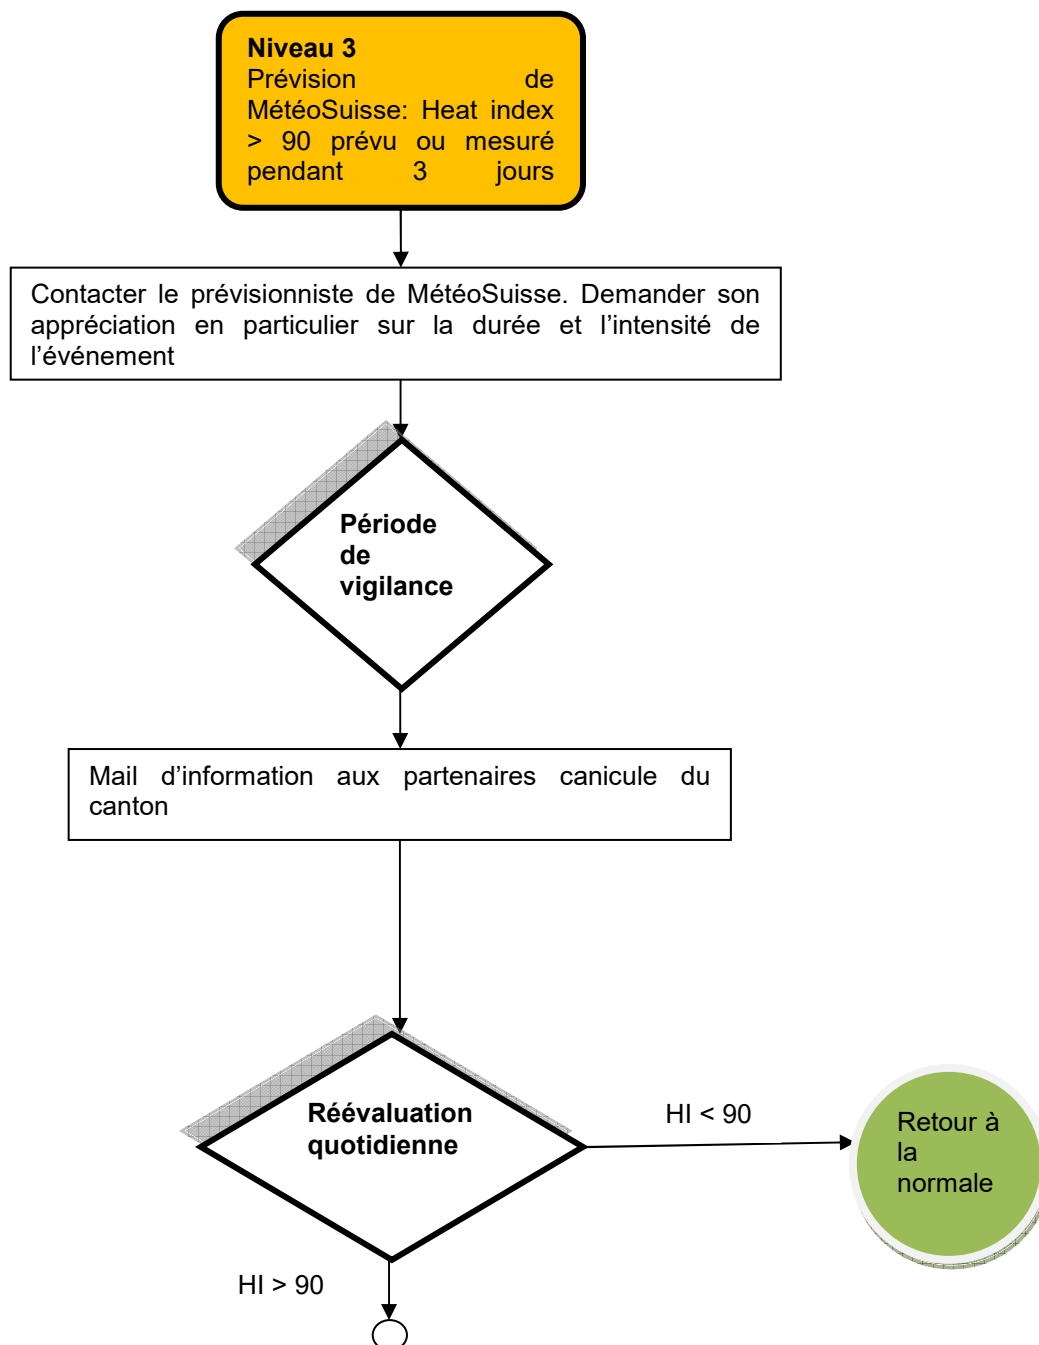 Niveau 3
Prévision de
MétéoSuisse: Heat index
> 90 prévu ou mesuré
pendant 3 jours
Contacter le prévisionniste de MétéoSuisse. Demander son
appréciation en particulier sur la durée et l’intensité de
l’événement
Période
de
vigilance
Mail d’information aux partenaires canicule du
canton
Réévaluation
quotidienne
HI < 90
Retour à
la
normale
HI > 90